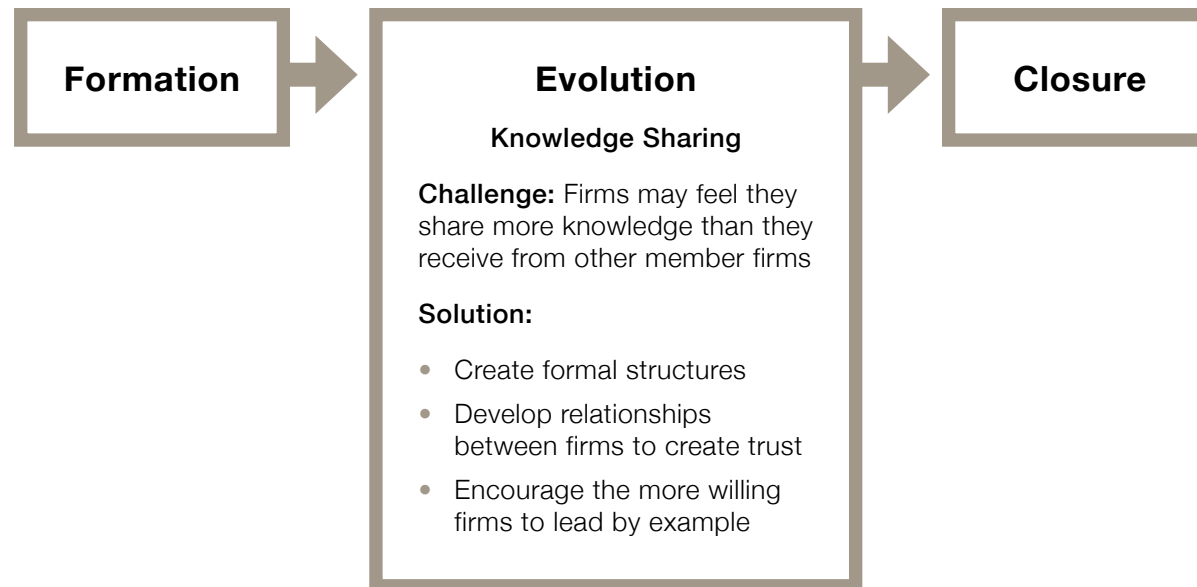 Formation
Evolution
Knowledge Sharing
Challenge: Firms may feel they
share more knowledge than they
receive from other member firms
Solution:
• Create formal structures
• Develop relationships
between firms to create trust
• Encourage the more willing
firms to lead by example
Closure